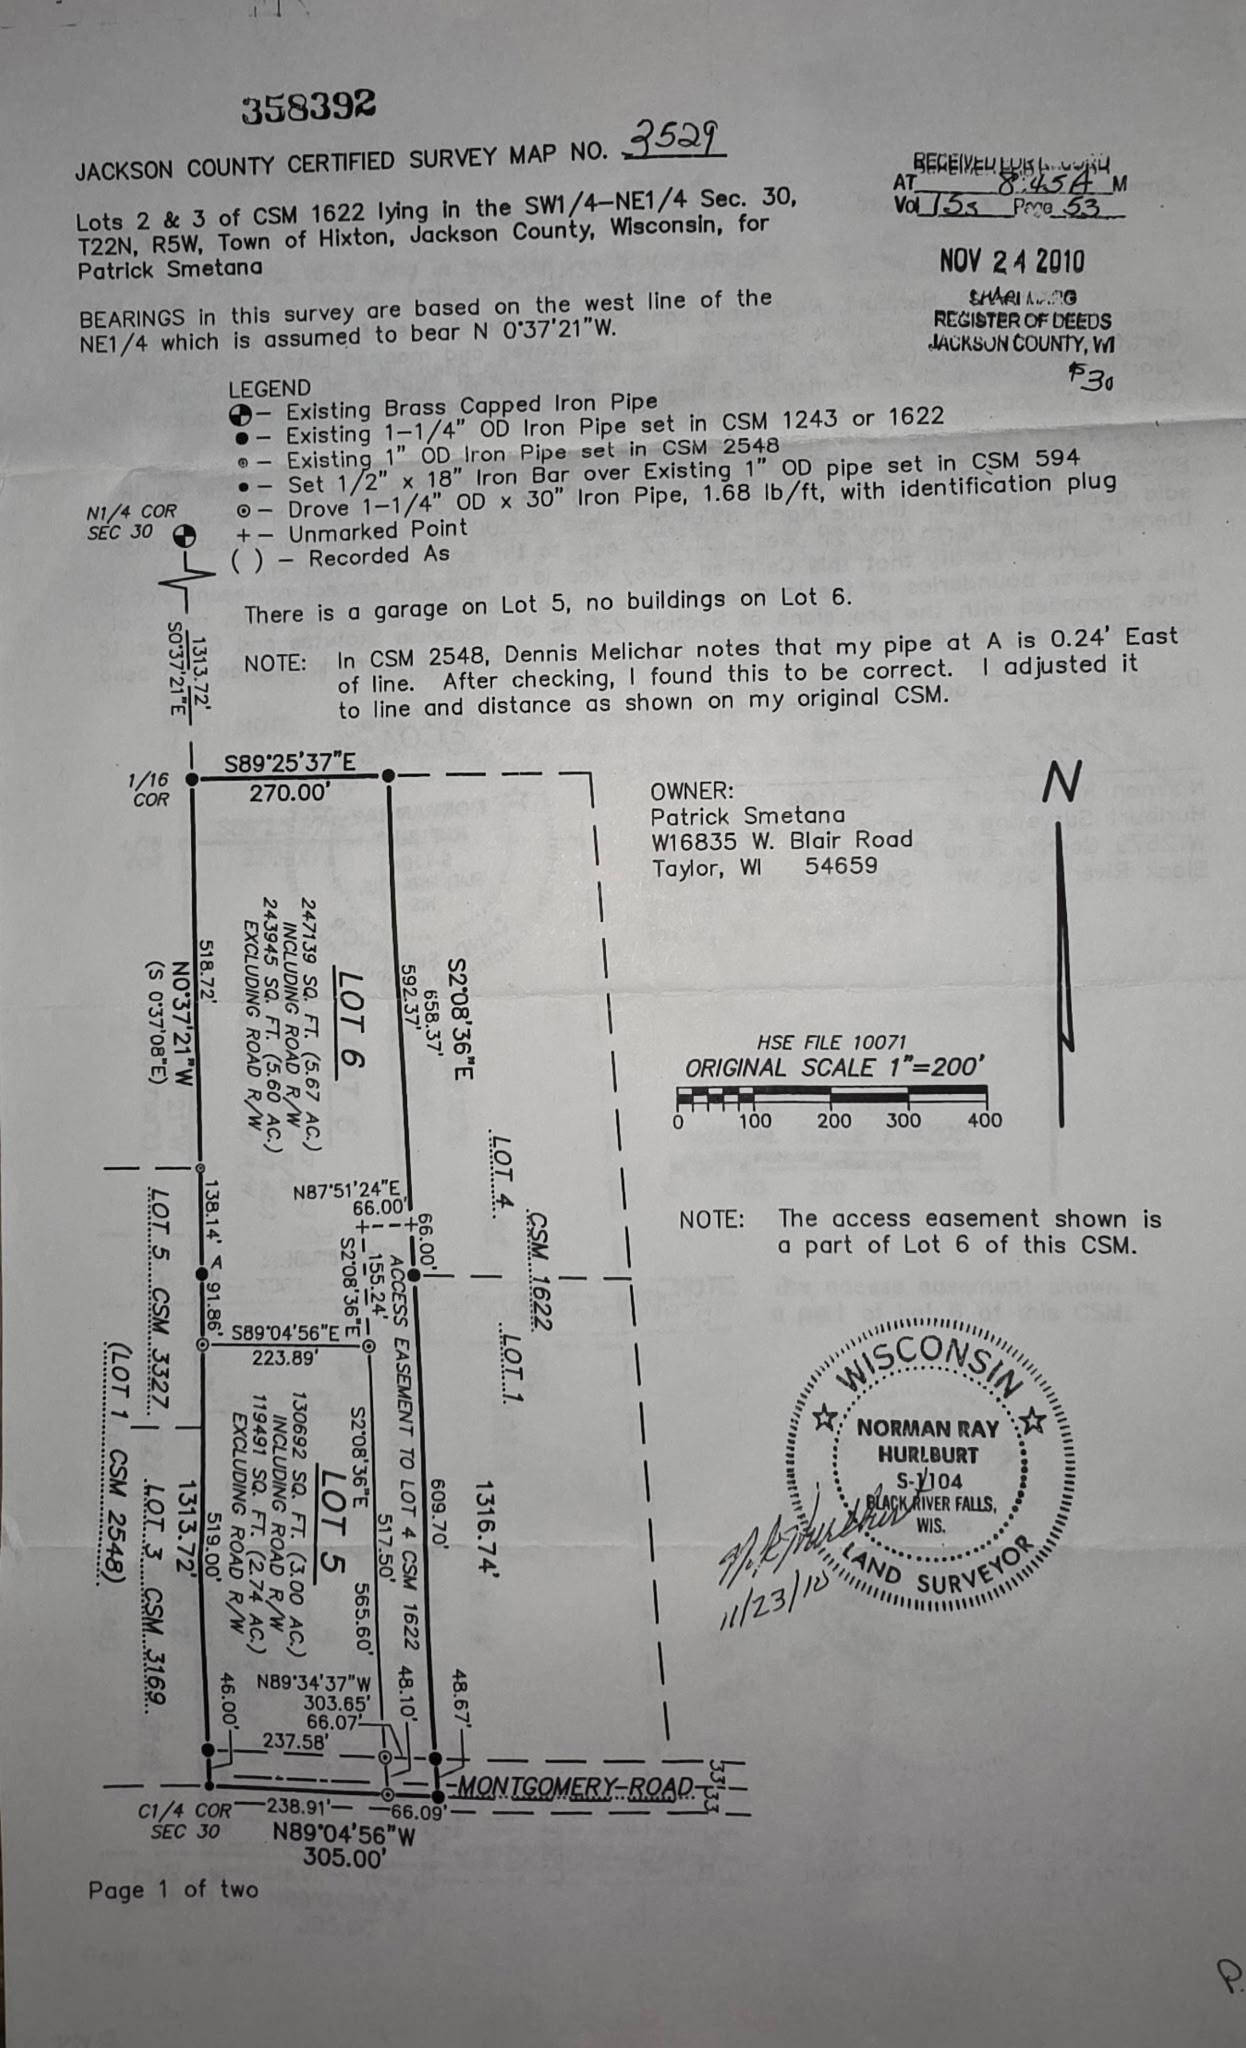 358392
JACKSON COUNTY CERTIFIED SURVEY MAP NO. 3529
RECEIVED FOR
AT 8:45A M
Vol 15s Page 53
Lots 2 & 3 of CSM 1622 lying in the SW1/4-NE1/4 Sec. 30,
T22N, R5W, Town of Hixton, Jackson County, Wisconsin, for
Patrick Smetana
NOV 24 2010
SHARI
REGISTER OF DEEDS
JACKSON COUNTY, WI
$30
BEARINGS in this survey are based on the west line of the
NE1/4 which is assumed to bear N 0°37'21"W.
LEGEND
– Existing Brass Capped Iron Pipe
– Existing 1-1/4" OD Iron Pipe set in CSM 1243 or 1622
– Existing 1" OD Iron Pipe set in CSM 2548
– Set 1/2" x 18" Iron Bar over Existing 1" OD pipe set in CSM 594
– Drove 1-1/4" OD x 30" Iron Pipe, 1.68 lb/ft, with identification plug
+ – Unmarked Point
( ) – Recorded As
N1/4 COR
SEC 30
There is a garage on Lot 5, no buildings on Lot 6.
NOTE: In CSM 2548, Dennis Melichar notes that my pipe at A is 0.24' East
of line. After checking, I found this to be correct. I adjusted it
to line and distance as shown on my original CSM.
1313.72'
S0°37'21"E
1/16
COR
S89°25'37"E
270.00'
OWNER:
Patrick Smetana
W16835 W. Blair Road
Taylor, WI 54659
N
518.72'
N0°37'21"W
(S 0°37'08"E)
LOT 6
247139 SQ. FT. (5.67 AC.)
INCLUDING ROAD R/W
243945 SQ. FT. (5.60 AC.)
EXCLUDING ROAD R/W
S2°08'36"E
658.37'
592.37'
HSE FILE 10071
ORIGINAL SCALE 1"=200'
0 100 200 300 400
LOT 4
CSM 1622
LOT 1
N87°51'24"E
66.00'
66.00'
138.14'
A
91.86'
155.24'
S2°08'36"E
S89°04'56"E
223.89'
NOTE: The access easement shown is
a part of Lot 6 of this CSM.
LOT 5 CSM 3327
(LOT 1 CSM 2548)
LOT 3 CSM 3169
1313.72'
519.00'
LOT 5
130692 SQ. FT. (3.00 AC.)
INCLUDING ROAD R/W
119491 SQ. FT. (2.74 AC.)
EXCLUDING ROAD R/W
S2°08'36"E
517.50'
565.60'
ACCESS EASEMENT TO LOT 4 CSM 1622
609.70'
1316.74'
46.00'
48.10'
48.67'
N89°34'37"W
303.65'
66.07'
237.58'
MONTGOMERY ROAD
33'
33'
C1/4 COR
SEC 30
238.91'
66.09'
N89°04'56"W
305.00'
WISCONSIN
NORMAN RAY
HURLBURT
S-1104
BLACK RIVER FALLS,
WIS.
LAND SURVEYOR
N. R. Hurlburt
11/23/10
Page 1 of two